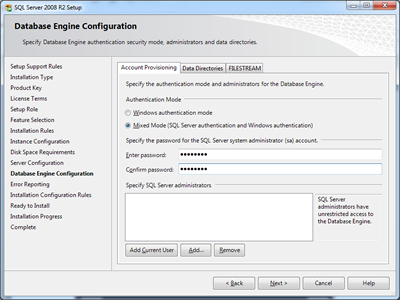 SQL Server 2008 R2 Setup
Database Engine Configuration
Specify Database Engine authentication security mode, administrators and data directories.
Setup Support Rules
Installation Type
Product Key
License Terms
Setup Role
Feature Selection
Installation Rules
Instance Configuration
Disk Space Requirements
Server Configuration
Database Engine Configuration
Error Reporting
Installation Configuration Rules
Ready to Install
Installation Progress
Complete
Account Provisioning Data Directories FILESTREAM
Specify the authentication mode and administrators for the Database Engine.
Authentication Mode
Windows authentication mode
Mixed Mode (SQL Server authentication and Windows authentication)
Specify the password for the SQL Server system administrator (sa) account.
Enter password: ••••••••
Confirm password: ••••••••
Specify SQL Server administrators
SQL Server
administrators have
unrestricted access to
the Database Engine.
Add Current User Add... Remove
< Back Next > Cancel Help